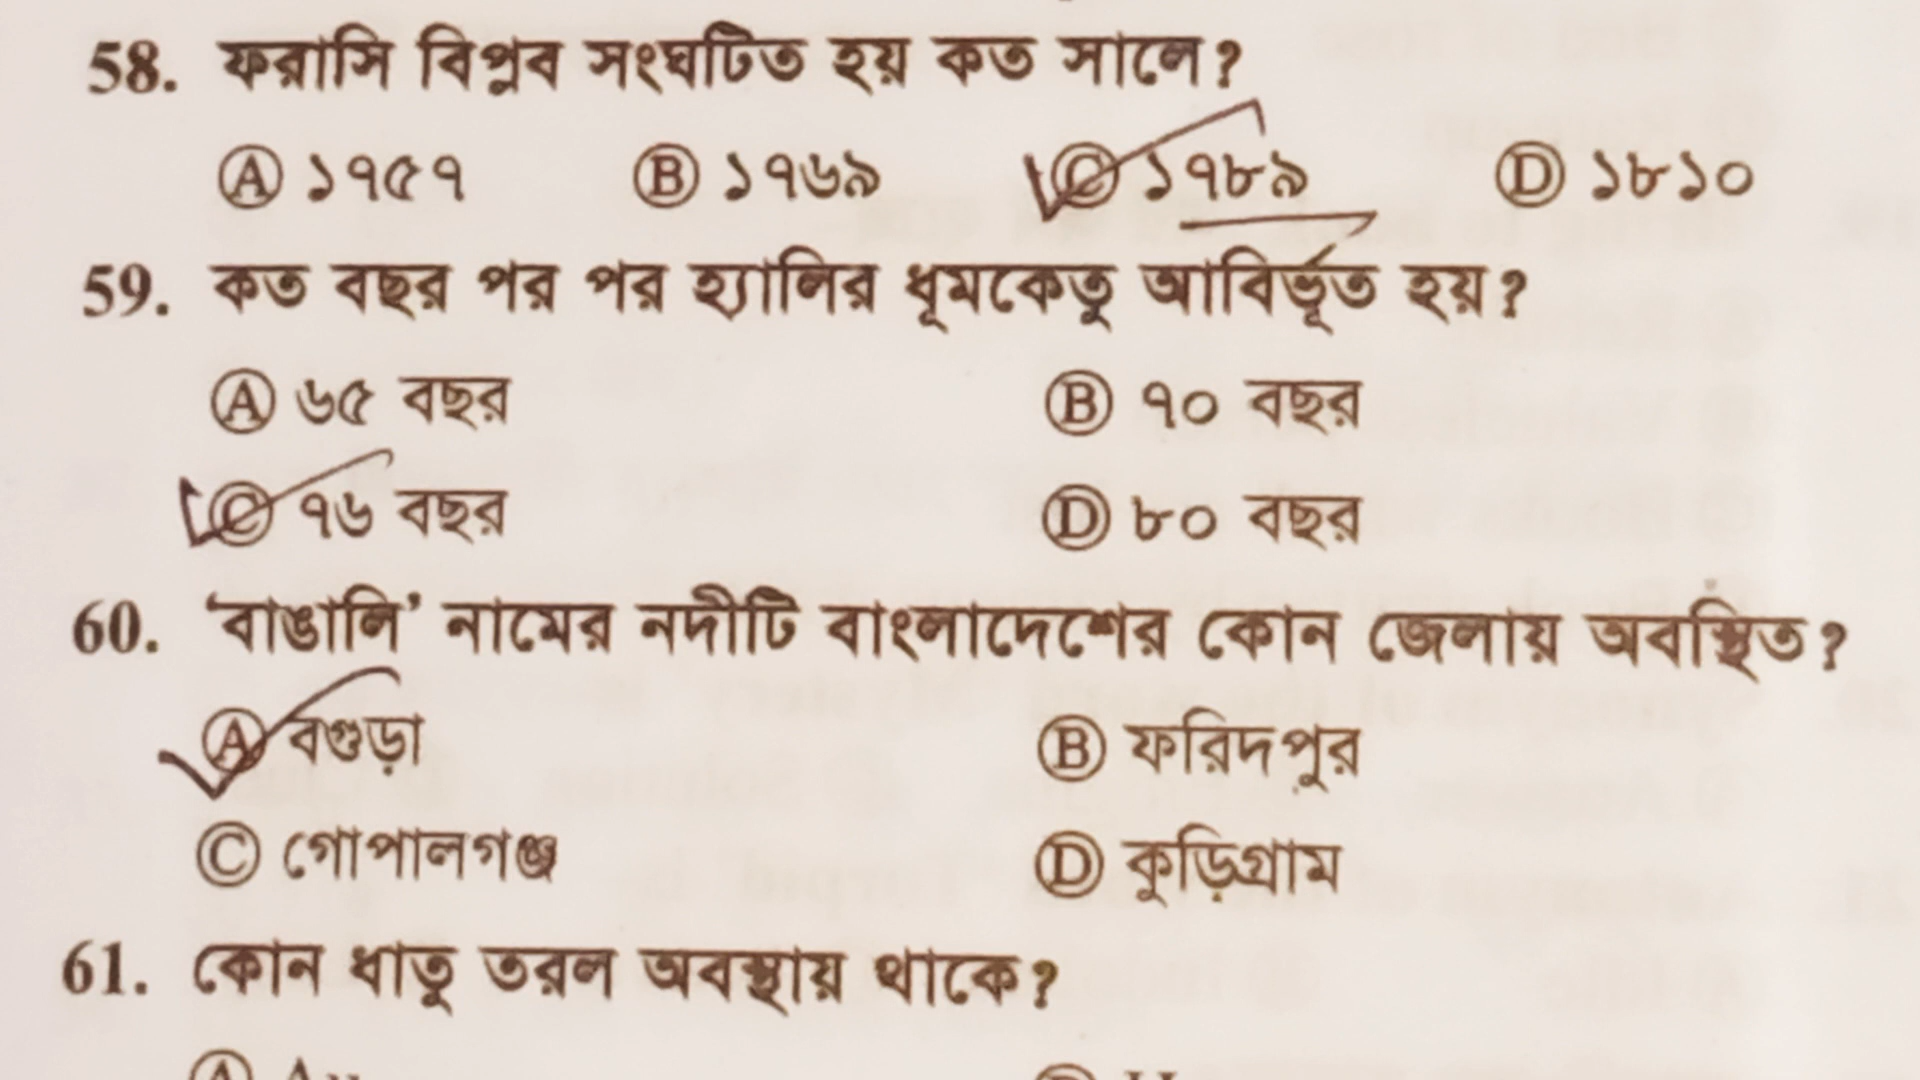 58. ফরাসি বিপ্লব সংঘটিত হয় কত সালে?
Ⓐ ১৭৫৭ Ⓑ ১৭৬৯ Ⓒ ১৭৮৯ Ⓓ ১৮১০
59. কত বছর পর পর হ্যালির ধূমকেতু আবির্ভূত হয়?
Ⓐ ৬৫ বছর Ⓑ ৭০ বছর
Ⓒ ৭৬ বছর Ⓓ ৮০ বছর
60. ‘বাঙালি’ নামের নদীটি বাংলাদেশের কোন জেলায় অবস্থিত?
Ⓐ বগুড়া Ⓑ ফরিদপুর
Ⓒ গোপালগঞ্জ Ⓓ কুড়িগ্রাম
61. কোন ধাতু তরল অবস্থায় থাকে?